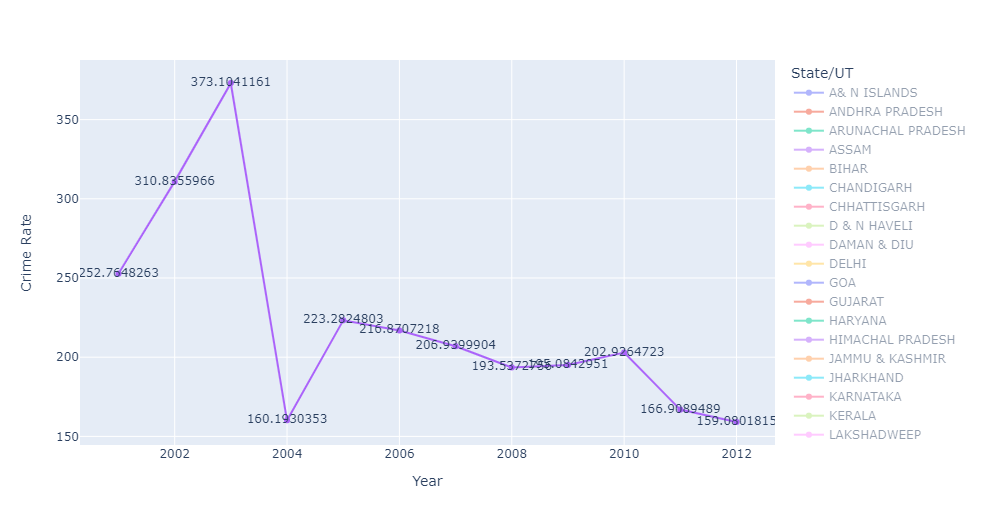 State/UT
A& N ISLANDS
ANDHRA PRADESH
ARUNACHAL PRADESH
ASSAM
BIHAR
CHANDIGARH
CHHATTISGARH
D & N HAVELI
DAMAN & DIU
DELHI
GOA
GUJARAT
HARYANA
HIMACHAL PRADESH
JAMMU & KASHMIR
JHARKHAND
KARNATAKA
KERALA
LAKSHADWEEP
Crime Rate
350
300
250
200
150
252.7648263
310.8355966
373.1041161
160.1930353
223.2824803
216.8707218
206.9399904
202.9264723
166.9089489
159.0801815
2002
2004
2006
2008
2010
2012
Year